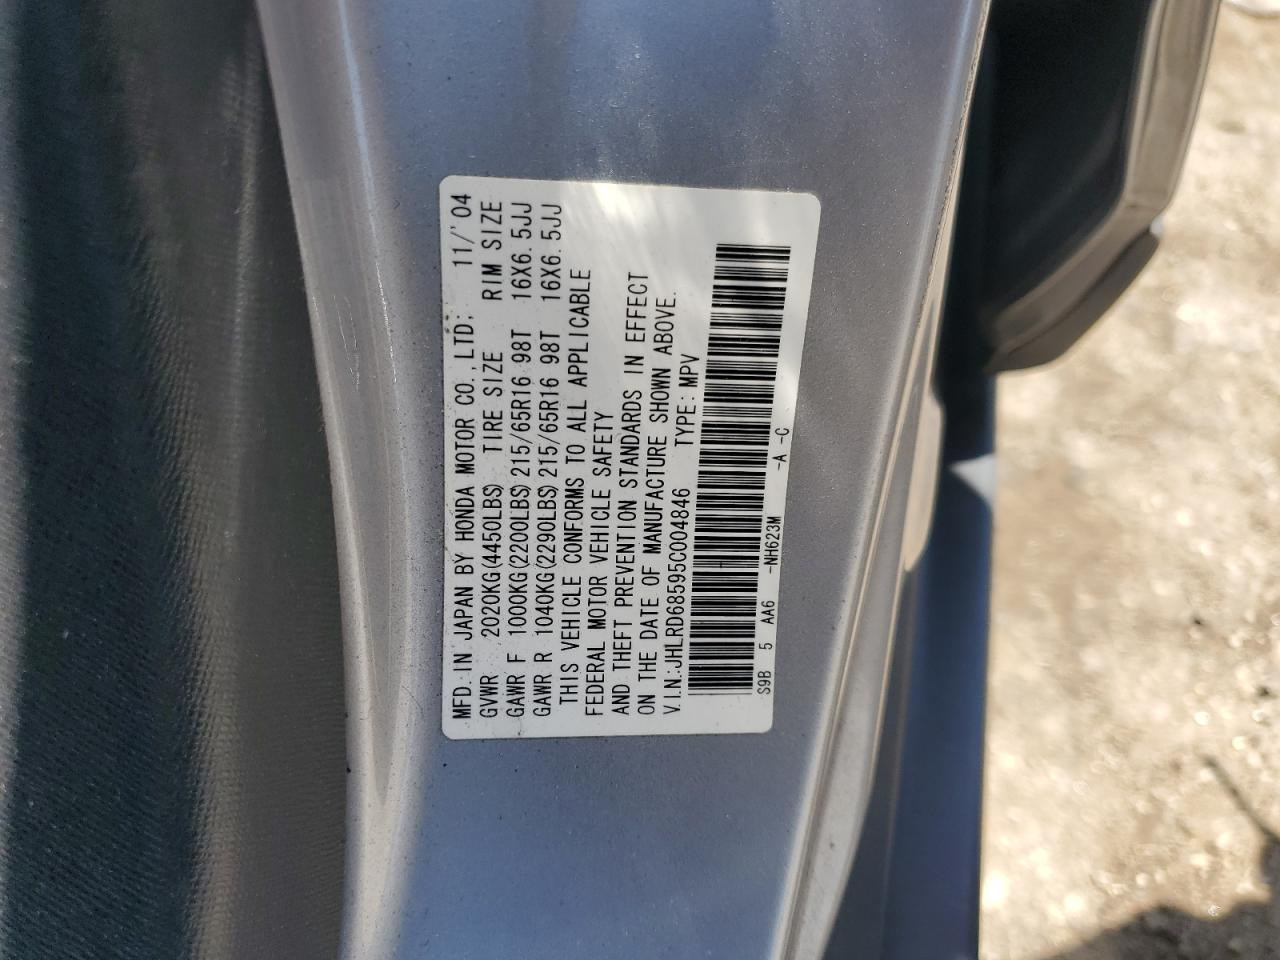 MFD. IN JAPAN BY HONDA MOTOR CO., LTD: 11/'04
GVWR 2020KG(4450LBS) TIRE SIZE RIM SIZE
GAWR F 1000KG(2200LBS) 215/65R16 98T 16X6. 5JJ
GAWR R 1040KG(2290LBS) 215/65R16 98T 16X6. 5JJ
THIS VEHICLE CONFORMS TO ALL APPLICABLE
FEDERAL MOTOR VEHICLE SAFETY
AND THEFT PREVENTION STANDARDS IN EFFECT
ON THE DATE OF MANUFACTURE SHOWN ABOVE.
V.I.N.:JHLRD68595C004846 TYPE:MPV
S9B 5 AA6 -NH623M -A -C